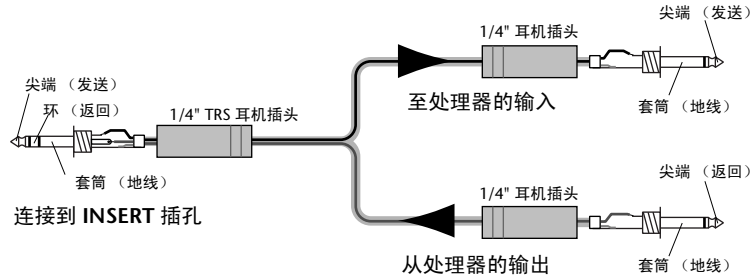 尖端 （发送）
1/4" 耳机插头
套筒 （地线）
至处理器的输入
尖端 （发送）
环 （返回）
1/4" TRS 耳机插头
套筒 （地线）
连接到 INSERT 插孔
尖端 （返回）
1/4" 耳机插头
套筒 （地线）
从处理器的输出